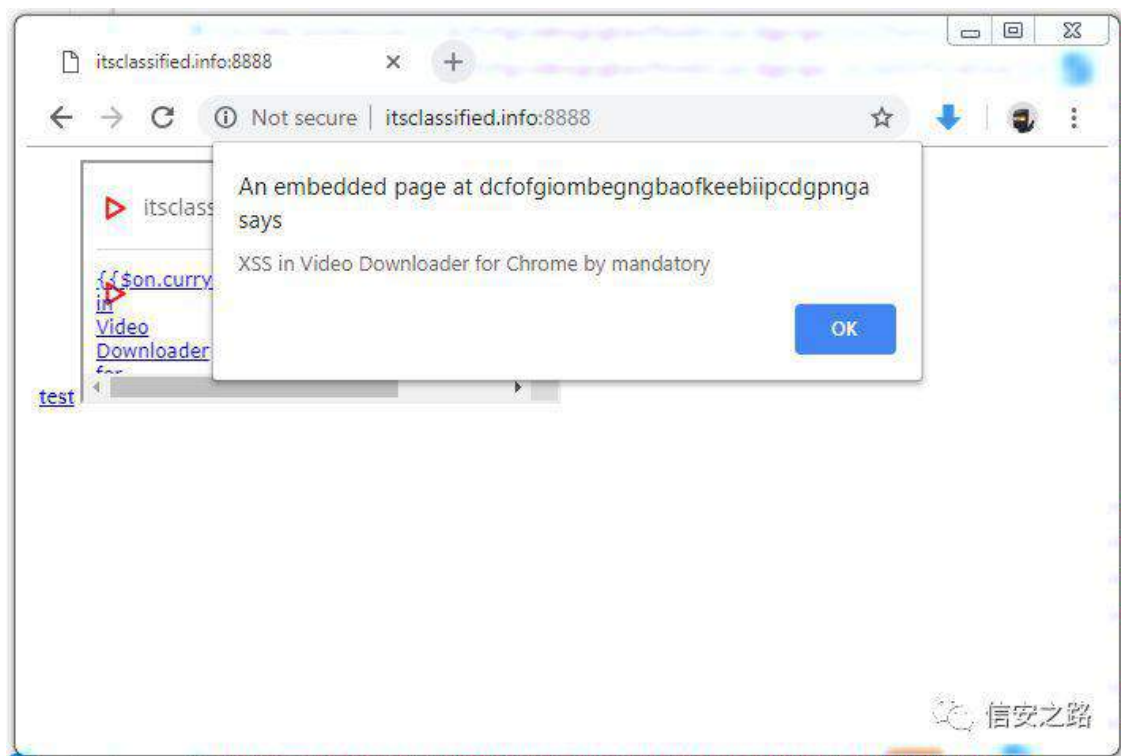 itsclassified.info:8888
Not secure | itsclassified.info:8888
An embedded page at dcfofgiombegngbaofkeebiipcdgpnga
says
XSS in Video Downloader for Chrome by mandatory
OK
itsclass
{{$on.curry
in
Video
Downloader
for
test
信安之路